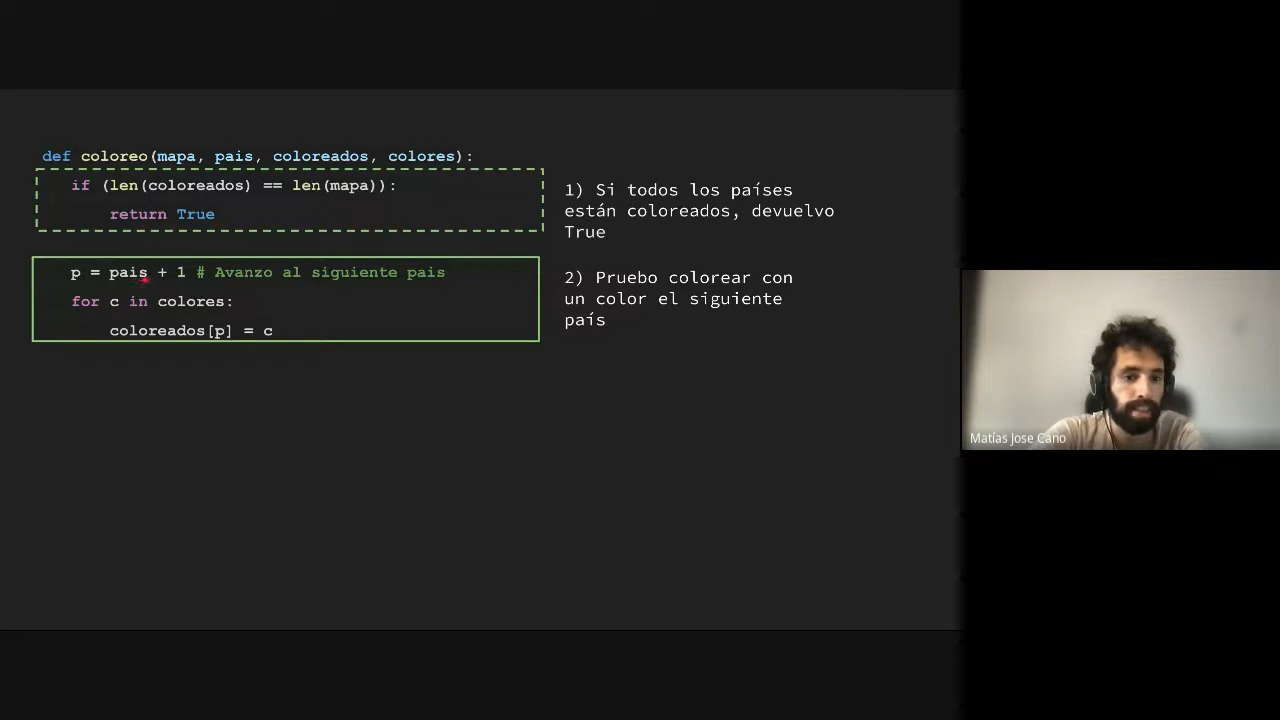 def coloreo(mapa, pais, coloreados, colores):
if (len(coloreados) == len(mapa)):
return True
1) Si todos los países
están coloreados, devuelvo
True
p = pais + 1 # Avanzo al siguiente pais
for c in colores:
coloreados[p] = c
2) Pruebo colorear con
un color el siguiente
país
Matías Jose Cano